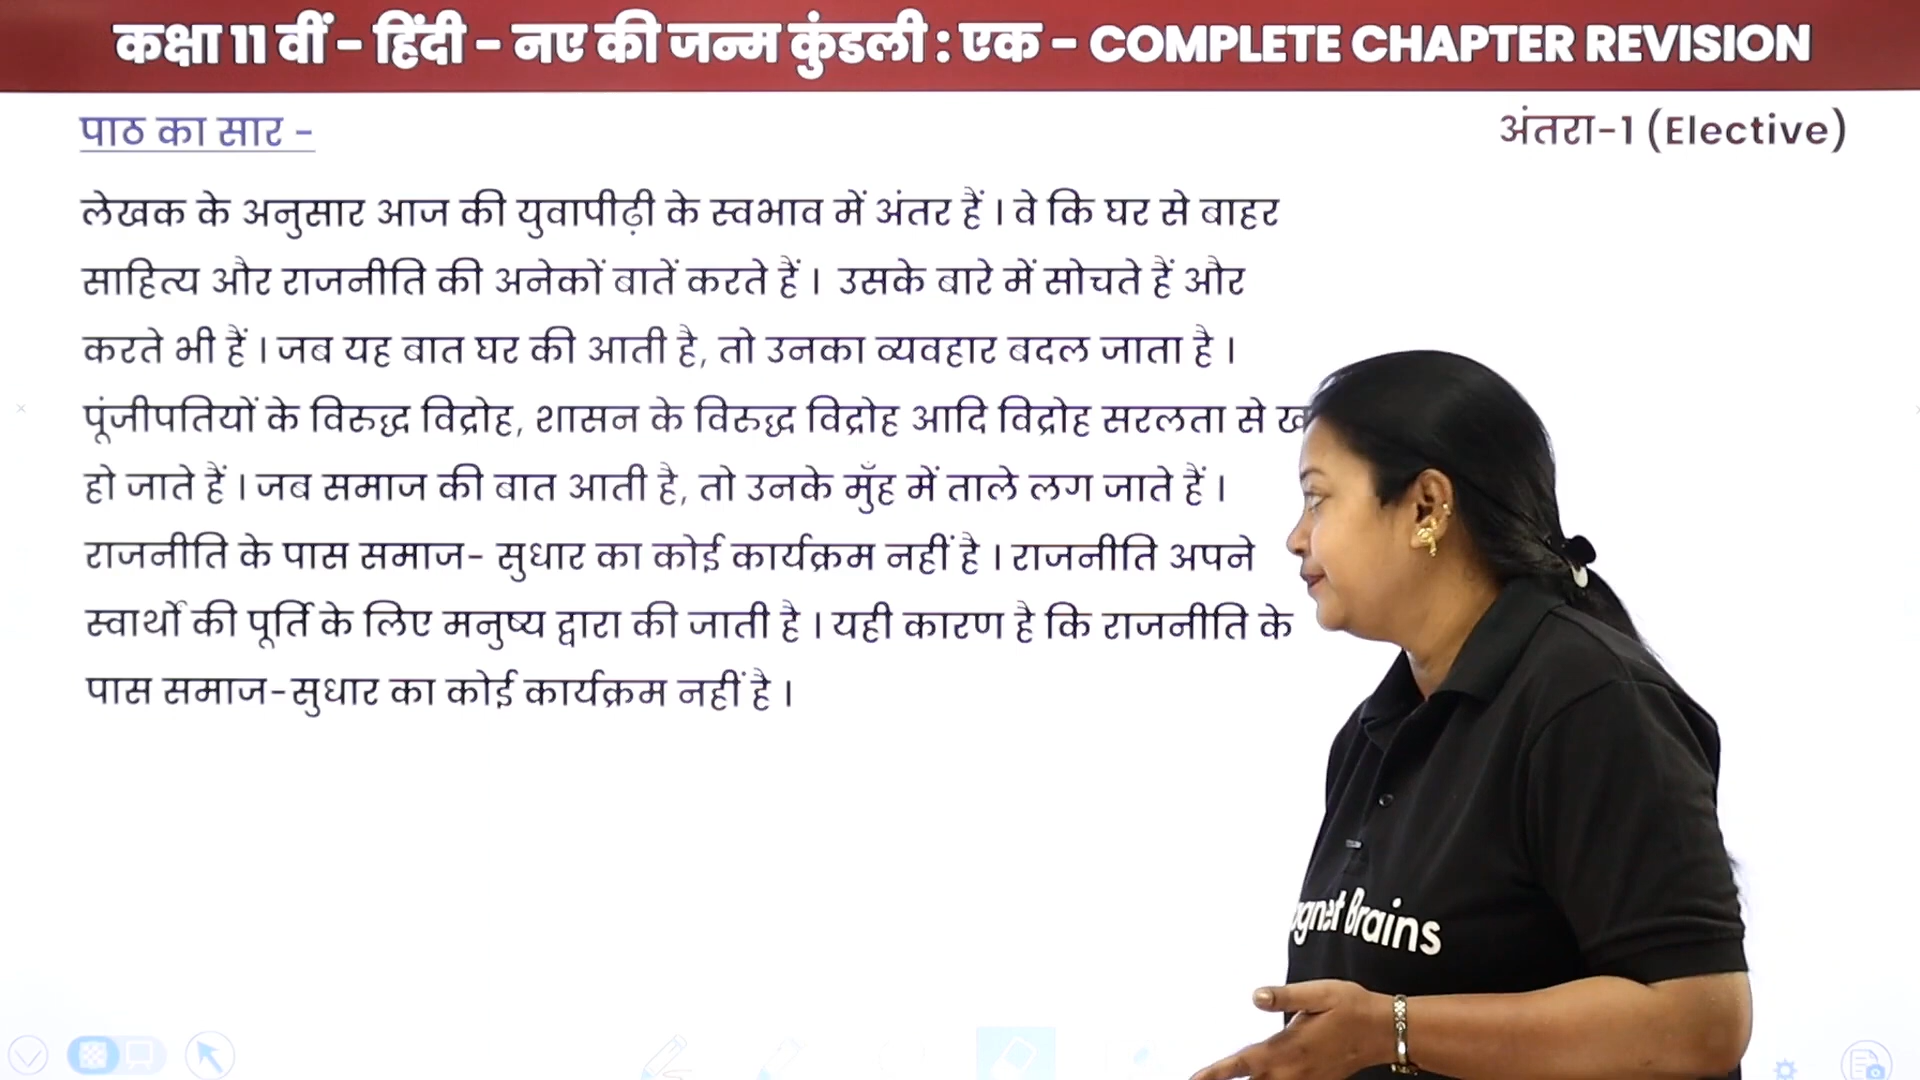 कक्षा 11 वीं – हिंदी – नए की जन्म कुंडली : एक – COMPLETE CHAPTER REVISION
पाठ का सार –
अंतरा-1 (Elective)
लेखक के अनुसार आज की युवापीढ़ी के स्वभाव में अंतर हैं । वे कि घर से बाहर
साहित्य और राजनीति की अनेकों बातें करते हैं । उसके बारे में सोचते हैं और
करते भी हैं । जब यह बात घर की आती है, तो उनका व्यवहार बदल जाता है ।
पूंजीपतियों के विरुद्ध विद्रोह, शासन के विरुद्ध विद्रोह आदि विद्रोह सरलता से
हो जाते हैं । जब समाज की बात आती है, तो उनके मुँह में ताले लग जाते हैं ।
राजनीति के पास समाज- सुधार का कोई कार्यक्रम नहीं है । राजनीति अपने
स्वार्थो की पूर्ति के लिए मनुष्य द्वारा की जाती है । यही कारण है कि राजनीति के
पास समाज-सुधार का कोई कार्यक्रम नहीं है ।
Brains